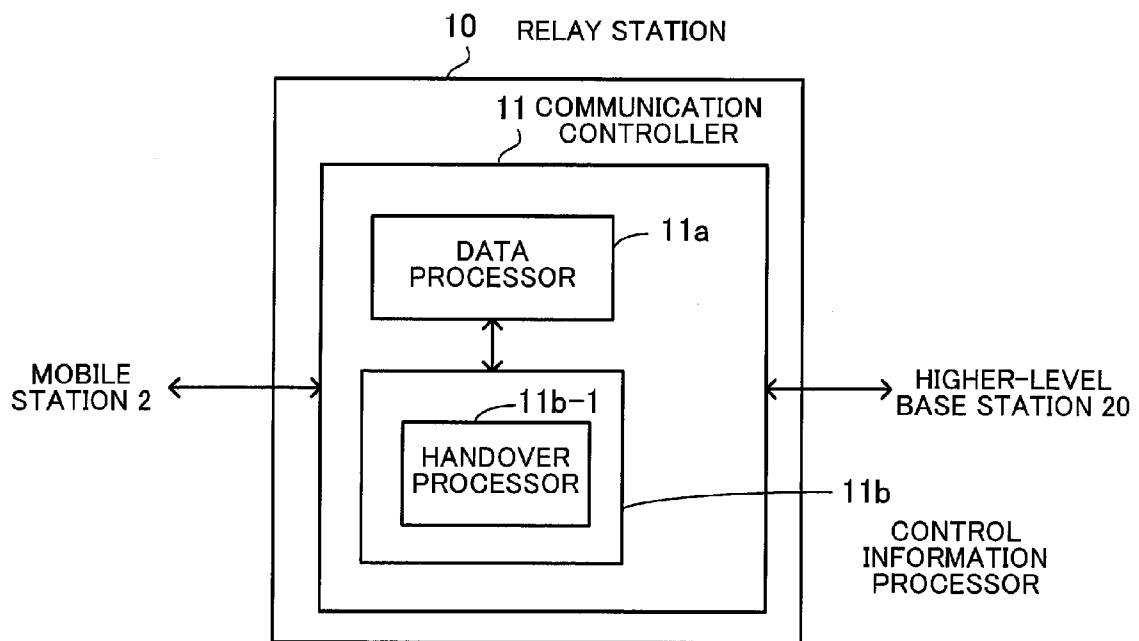 10 RELAY STATION
11 COMMUNICATION
CONTROLLER
DATA
PROCESSOR
11a
MOBILE
STATION 2
HIGHER-LEVEL
BASE STATION 20
11b-1
HANDOVER
PROCESSOR
11b
CONTROL
INFORMATION
PROCESSOR